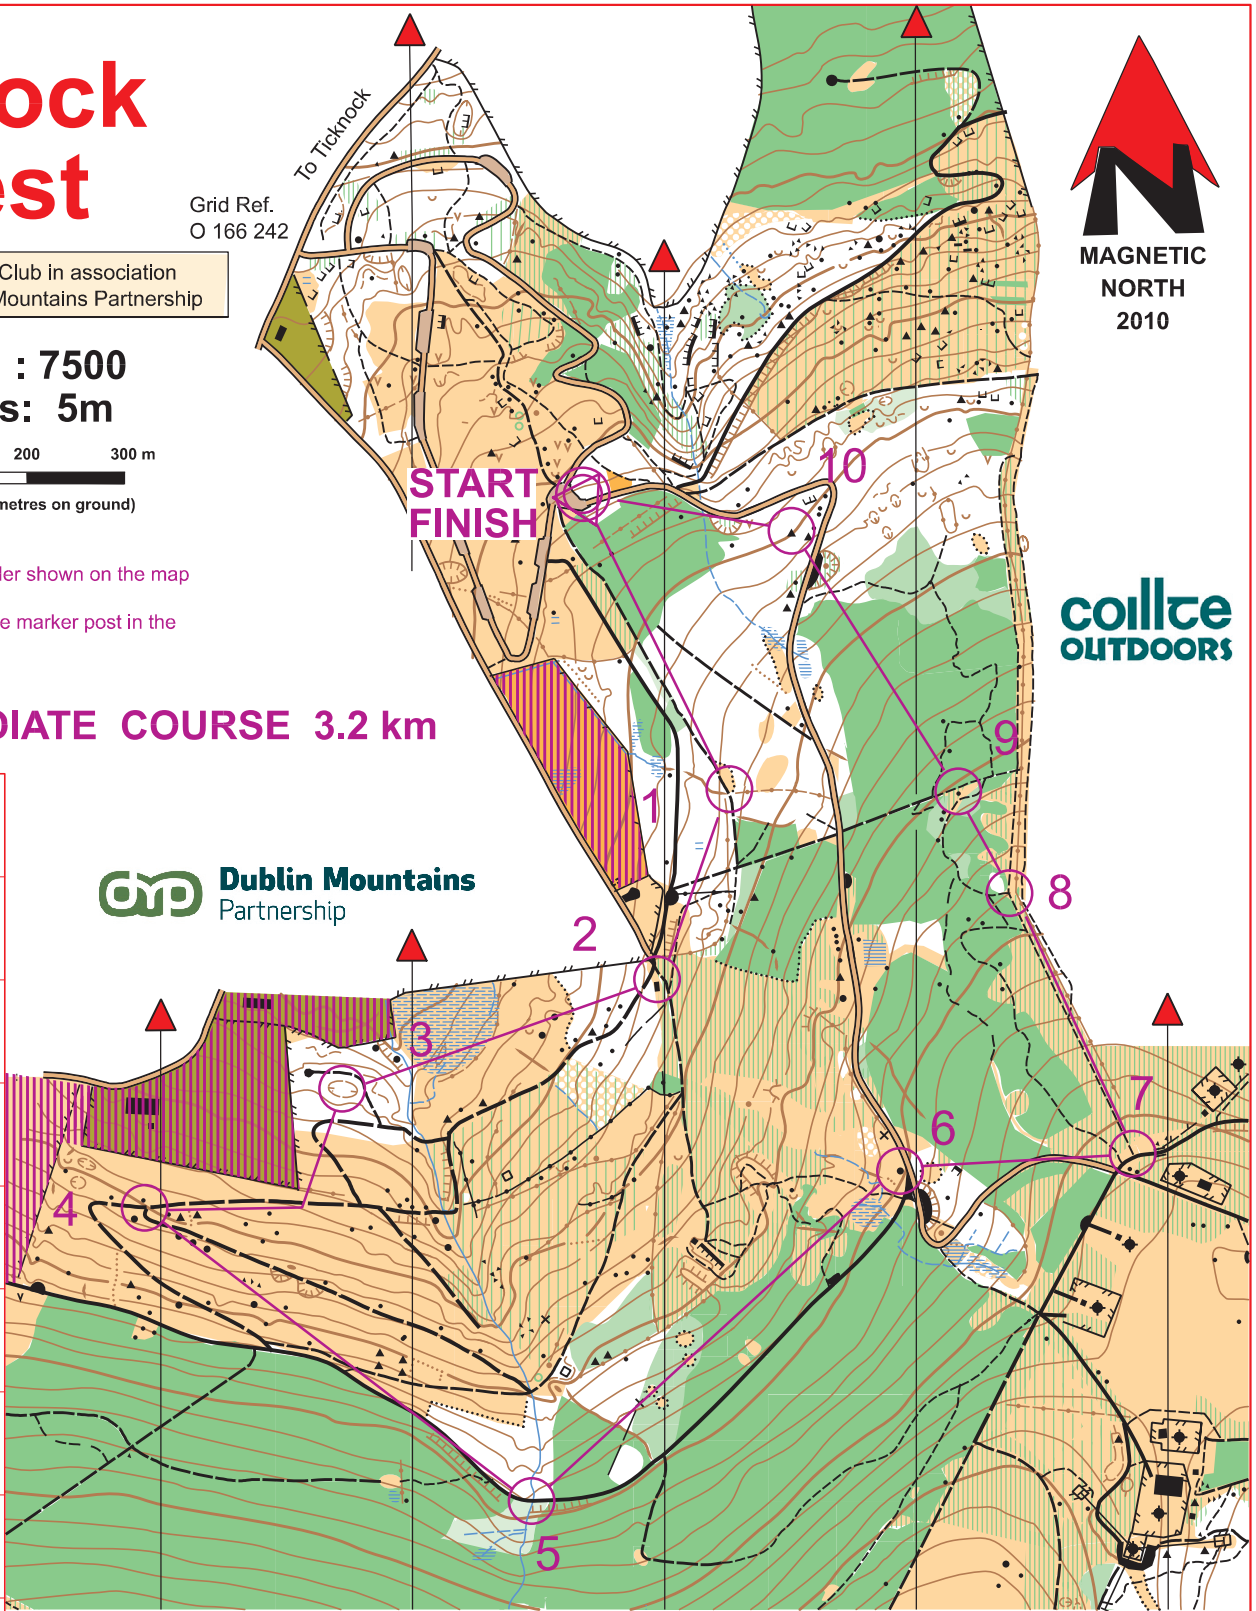 ock
est
To Ticknock
Grid Ref.
O 166 242
Club in association
Mountains Partnership
: 7500
s: 5m
200 300 m
metres on ground)
MAGNETIC
NORTH
2010
START
FINISH
10
der shown on the map
e marker post in the
coillte
OUTDOORS
DIATE COURSE 3.2 km
9
1
dmp Dublin Mountains
Partnership
8
2
3
7
6
4
5